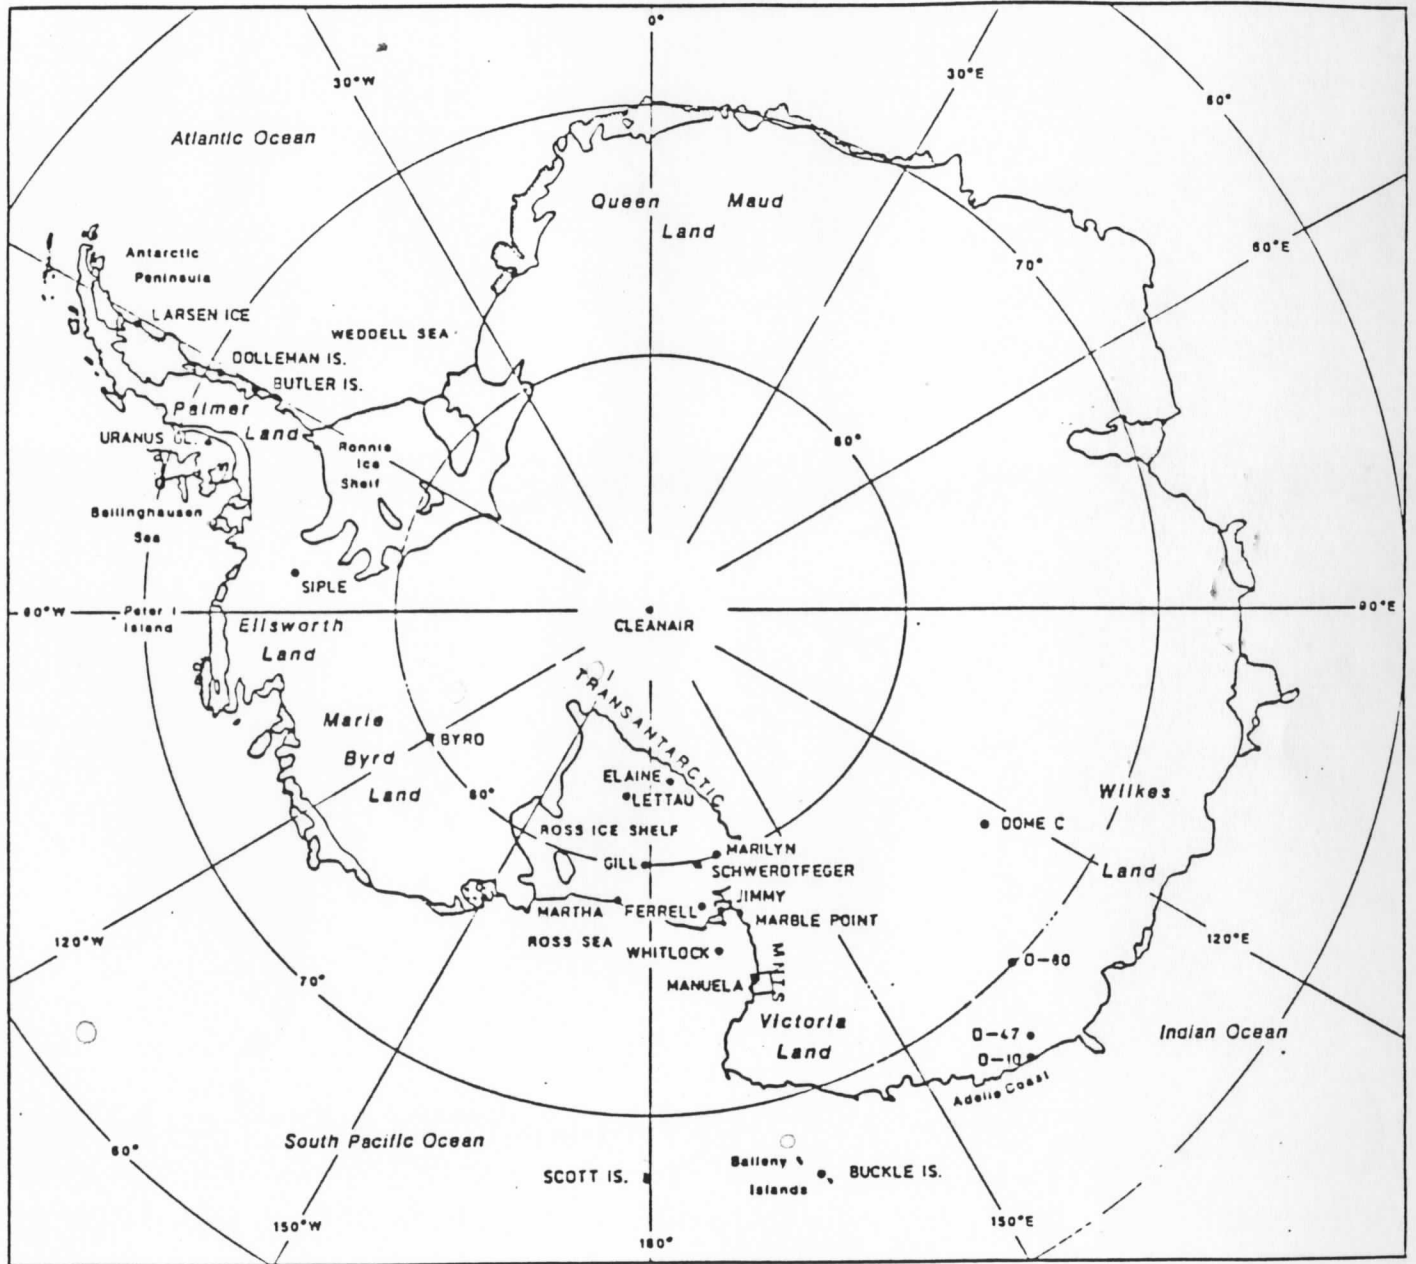 0°
30°W
30°E
60°
Atlantic Ocean
Queen Maud
Land
Antarctic
Peninsula
60°E
70°
LARSEN ICE
WEDDELL SEA
DOLLEMAN IS.
BUTLER IS.
Palmer
Land
URANUS GL.
Ronnie
Ice
Shelf
80°
Bellinghausen
Sea
SIPLE
90°W
Peter I
Island
Ellsworth
Land
CLEANAIR
90°E
TRANSANTARCTIC
Marie
Byrd
Land
BYRD
80°
ELAINE
LETTAU
ROSS ICE SHELF
Wilkes
Land
DOME C
MARILYN
GILL
SCHWERDTFEGER
JIMMY
MARTHA
FERRELL
MARBLE POINT
ROSS SEA
WHITLOCK
MNTS
120°W
120°E
70°
D-80
MANUELA
Victoria
Land
D-47
Indian Ocean
D-10
Adelie Coast
60°
South Pacific Ocean
SCOTT IS.
Balleny
Islands
BUCKLE IS.
150°W
180°
150°E